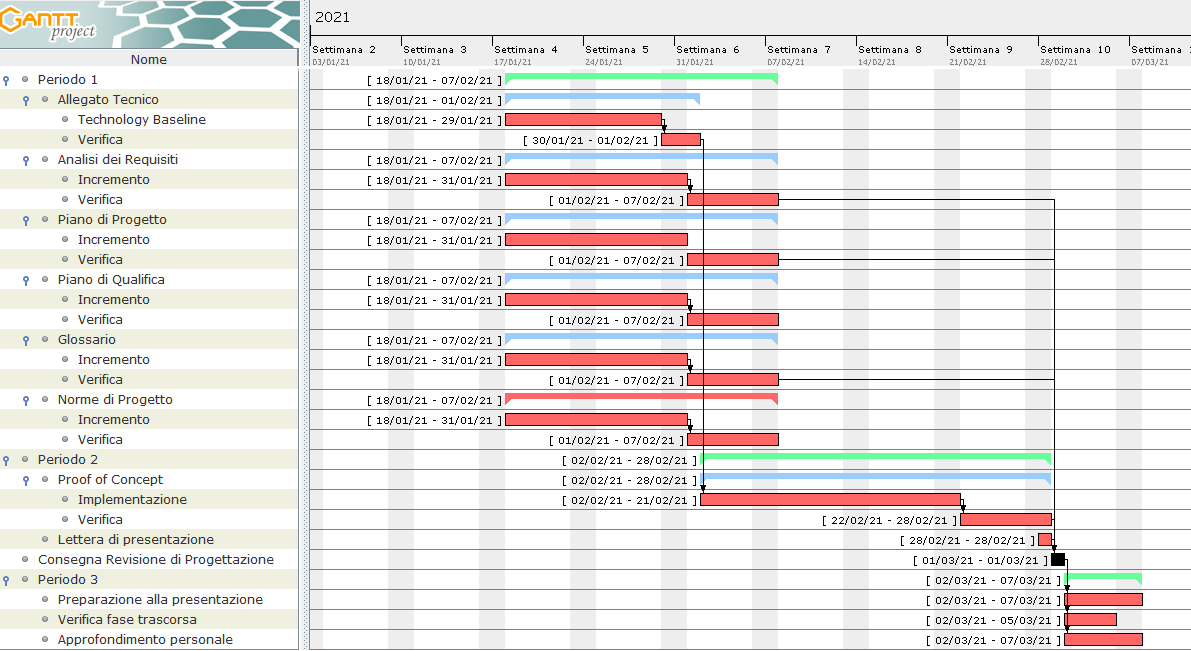 GANTT
project
2021
Nome
Settimana 2 Settimana 3 Settimana 4 Settimana 5 Settimana 6 Settimana 7 Settimana 8 Settimana 9 Settimana 10 Settimana
03/01/21 10/01/21 17/01/21 24/01/21 31/01/21 07/02/21 14/02/21 21/02/21 28/02/21 07/03/21
Periodo 1 [ 18/01/21 - 07/02/21 ]
Allegato Tecnico [ 18/01/21 - 01/02/21 ]
Technology Baseline [ 18/01/21 - 29/01/21 ]
Verifica [ 30/01/21 - 01/02/21 ]
Analisi dei Requisiti [ 18/01/21 - 07/02/21 ]
Incremento [ 18/01/21 - 31/01/21 ]
Verifica [ 01/02/21 - 07/02/21 ]
Piano di Progetto [ 18/01/21 - 07/02/21 ]
Incremento [ 18/01/21 - 31/01/21 ]
Verifica [ 01/02/21 - 07/02/21 ]
Piano di Qualifica [ 18/01/21 - 07/02/21 ]
Incremento [ 18/01/21 - 31/01/21 ]
Verifica [ 01/02/21 - 07/02/21 ]
Glossario [ 18/01/21 - 07/02/21 ]
Incremento [ 18/01/21 - 31/01/21 ]
Verifica [ 01/02/21 - 07/02/21 ]
Norme di Progetto [ 18/01/21 - 07/02/21 ]
Incremento [ 18/01/21 - 31/01/21 ]
Verifica [ 01/02/21 - 07/02/21 ]
Periodo 2 [ 02/02/21 - 28/02/21 ]
Proof of Concept [ 02/02/21 - 28/02/21 ]
Implementazione [ 02/02/21 - 21/02/21 ]
Verifica [ 22/02/21 - 28/02/21 ]
Lettera di presentazione [ 28/02/21 - 28/02/21 ]
Consegna Revisione di Progettazione [ 01/03/21 - 01/03/21 ]
Periodo 3 [ 02/03/21 - 07/03/21 ]
Preparazione alla presentazione [ 02/03/21 - 07/03/21 ]
Verifica fase trascorsa [ 02/03/21 - 05/03/21 ]
Approfondimento personale [ 02/03/21 - 07/03/21 ]